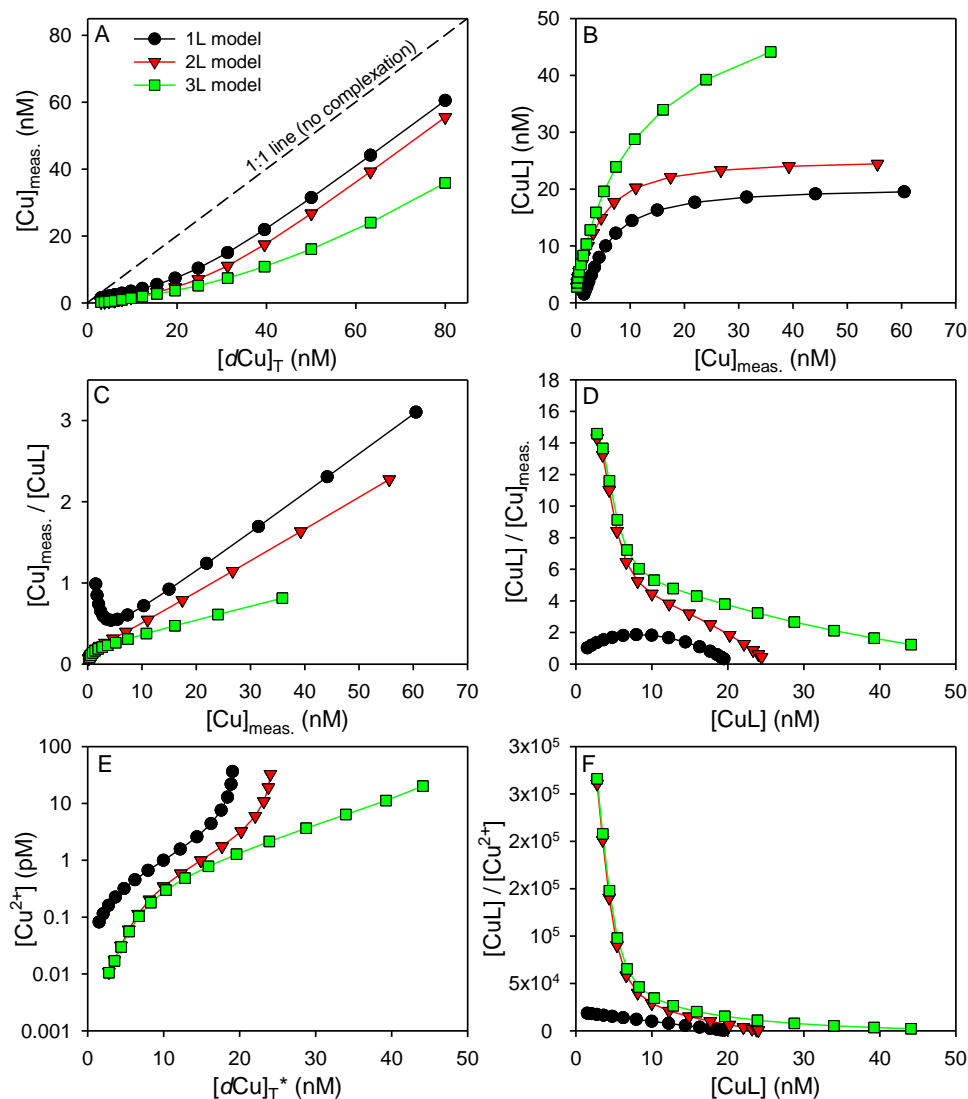 A
1L model
2L model
3L model
1:1 line (no complexation)
80
60
40
20
0
[Cu]meas. (nM)
0 20 40 60 80
[dCu]T (nM)
B
50
40
30
20
10
0
[CuL] (nM)
0 10 20 30 40 50 60 70
[Cu]meas. (nM)
C
3
2
1
0
[Cu]meas. / [CuL]
0 10 20 30 40 50 60 70
[Cu]meas. (nM)
D
18
16
14
12
10
8
6
4
2
0
[CuL] / [Cu]meas.
0 10 20 30 40 50
[CuL] (nM)
E
100
10
1
0.1
0.01
0.001
[Cu²⁺] (pM)
0 10 20 30 40 50
[dCu]T* (nM)
F
3x10⁵
3x10⁵
2x10⁵
2x10⁵
10⁵
5x10⁴
0
[CuL] / [Cu²⁺]
0 10 20 30 40 50
[CuL] (nM)